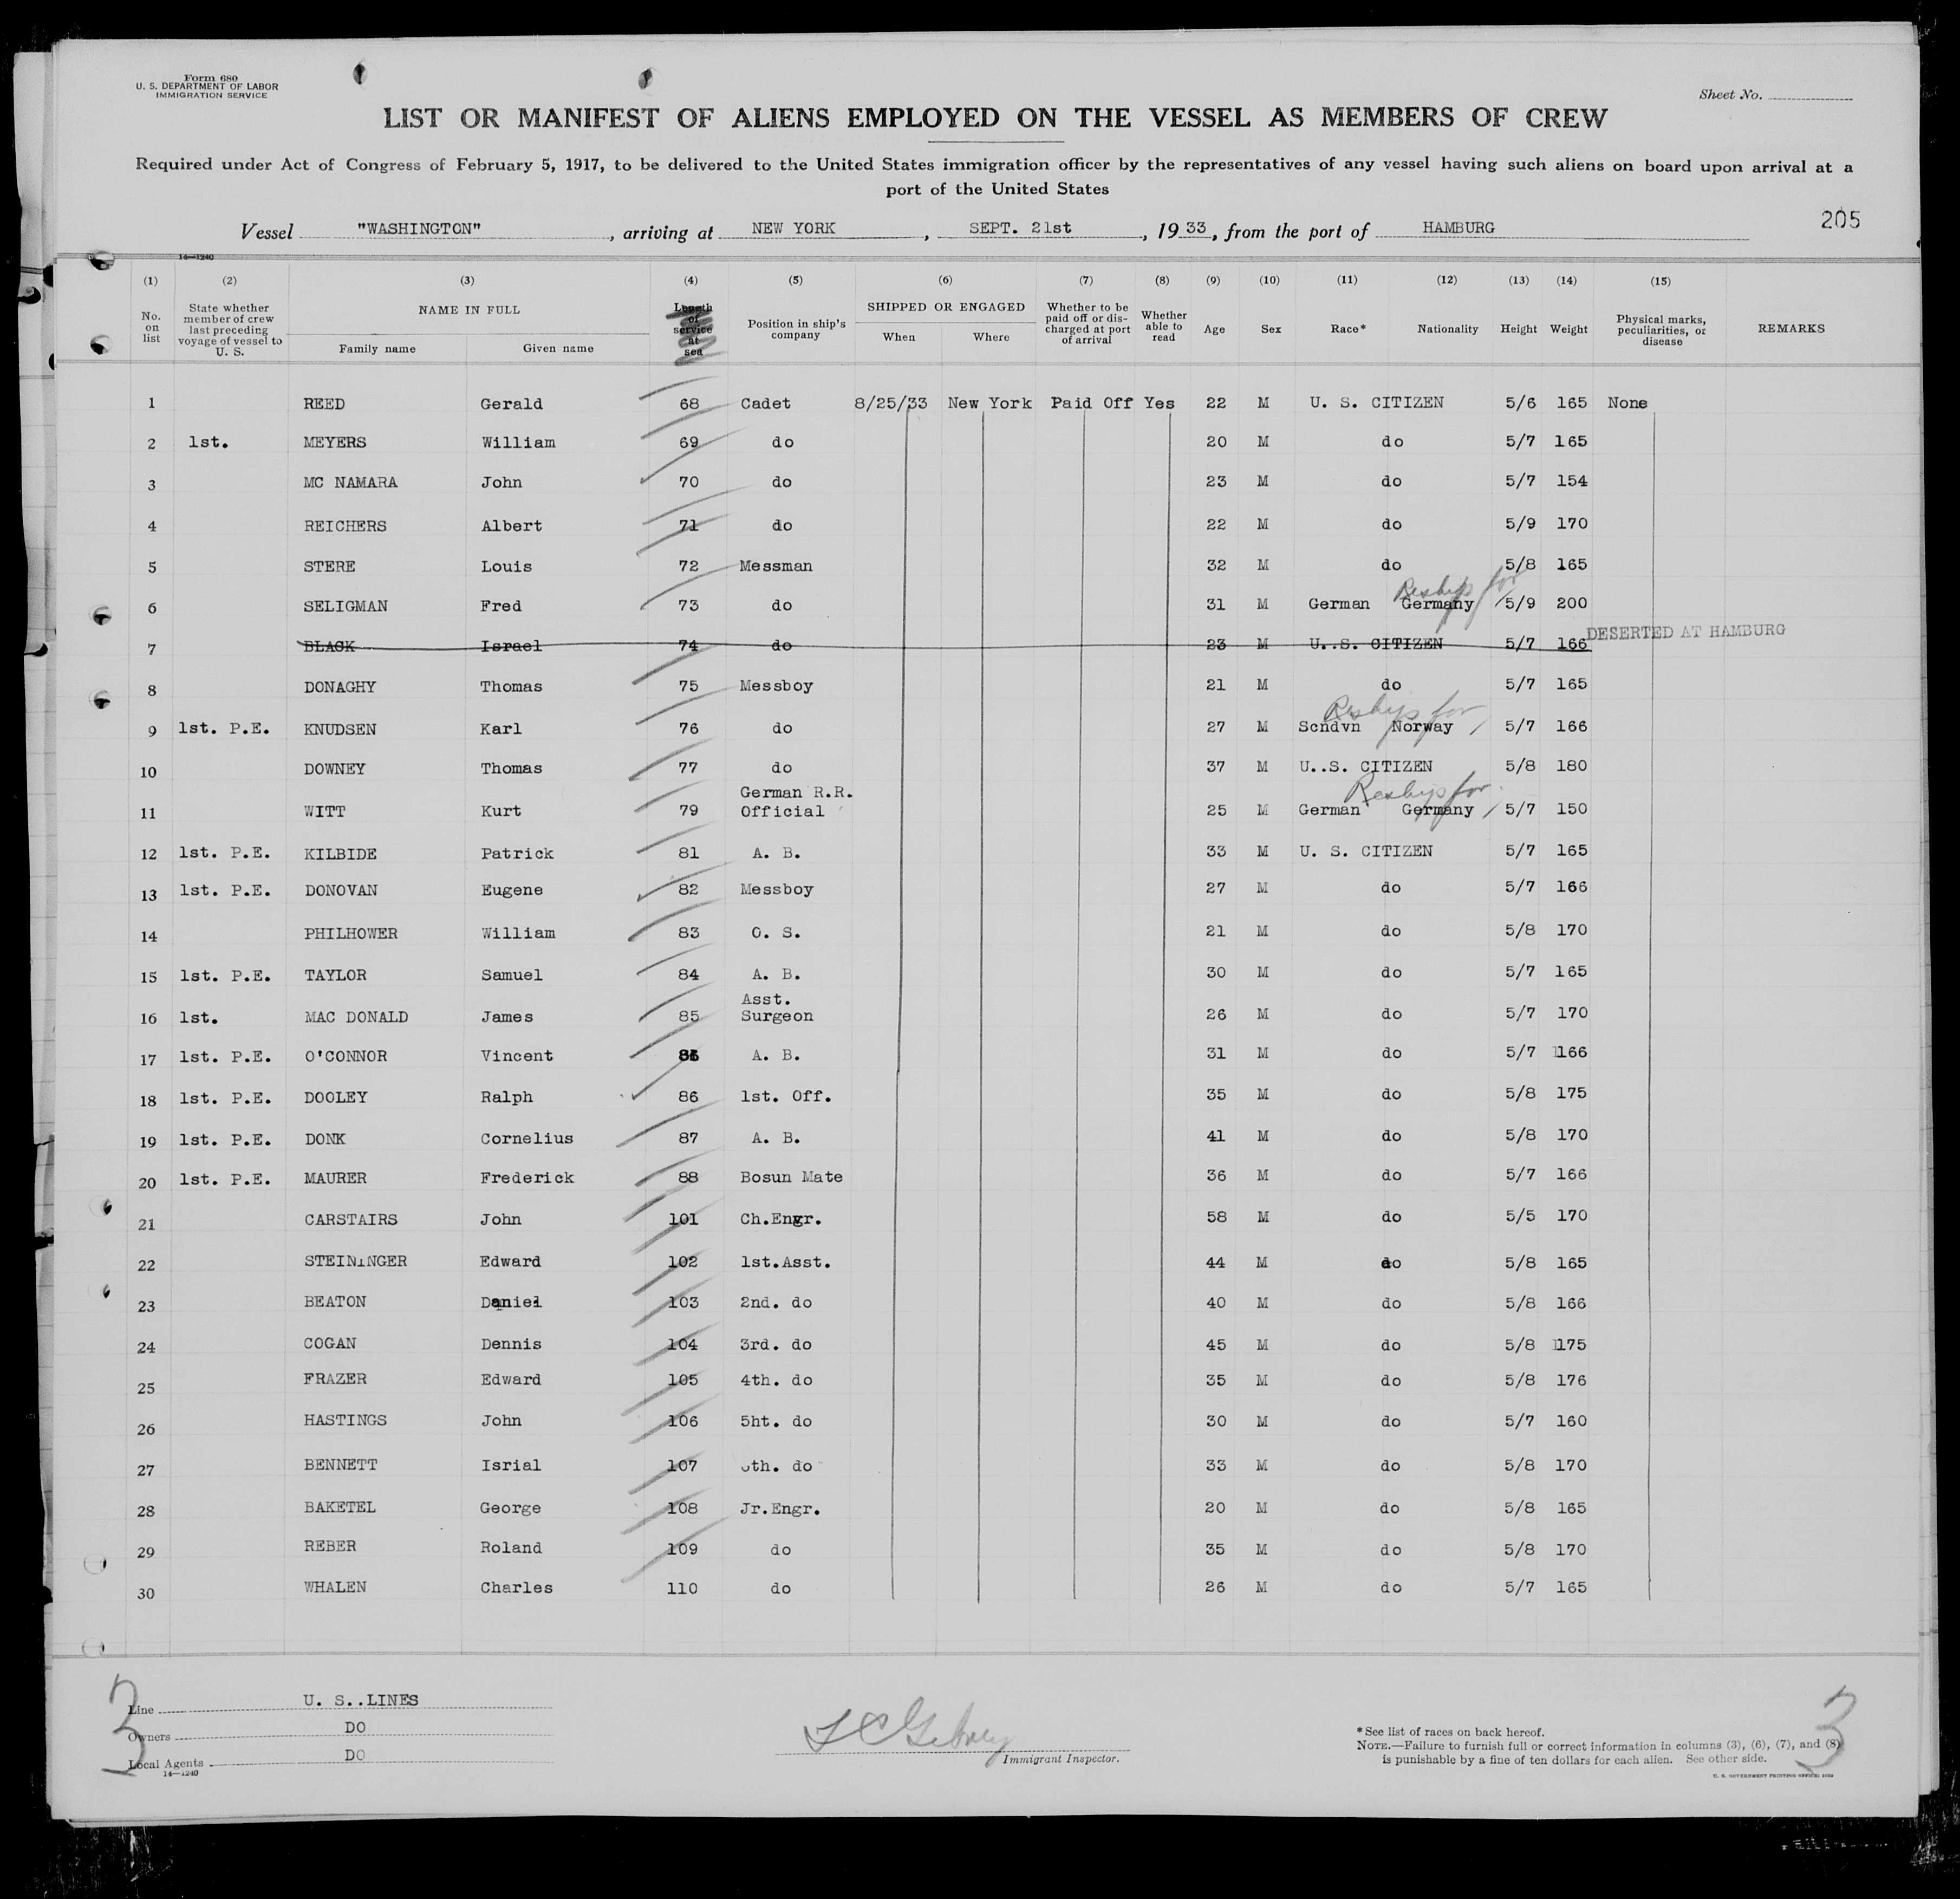 Form 680
U. S. DEPARTMENT OF LABOR
IMMIGRATION SERVICE
Sheet No.
LIST OR MANIFEST OF ALIENS EMPLOYED ON THE VESSEL AS MEMBERS OF CREW
Required under Act of Congress of February 5, 1917, to be delivered to the United States immigration officer by the representatives of any vessel having such aliens on board upon arrival at a
port of the United States
Vessel "WASHINGTON", arriving at NEW YORK, SEPT. 21st, 19 33, from the port of HAMBURG
205
14—1240
(1) (2) (3) (4) (5) (6) (7) (8) (9) (10) (11) (12) (13) (14) (15)
No. on list
State whether member of crew last preceding voyage of vessel to U. S.
NAME IN FULL
Family name Given name
Length of service at sea
Position in ship's company
SHIPPED OR ENGAGED
When Where
Whether to be paid off or discharged at port of arrival
Whether able to read
Age Sex Race* Nationality Height Weight
Physical marks, peculiarities, or disease
REMARKS
1 REED Gerald 68 Cadet 8/25/33 New York Paid Off Yes 22 M U. S. CITIZEN 5/6 165 None
2 1st. MEYERS William 69 do 20 M do 5/7 165
3 MC NAMARA John 70 do 23 M do 5/7 154
4 REICHERS Albert 71 do 22 M do 5/9 170
5 STERE Louis 72 Messman 32 M do 5/8 165
Reships for
6 SELIGMAN Fred 73 do 31 M German Germany 5/9 200
7 BLACK Israel 74 do 23 M U..S. CITIZEN 5/7 166 DESERTED AT HAMBURG
8 DONAGHY Thomas 75 Messboy 21 M do 5/7 165
Reships for
9 1st. P.E. KNUDSEN Karl 76 do 27 M Scndvn Norway 5/7 166
10 DOWNEY Thomas 77 do 37 M U..S. CITIZEN 5/8 180
Reships for
11 WITT Kurt 79 German R.R. Official 25 M German Germany 5/7 150
12 1st. P.E. KILBIDE Patrick 81 A. B. 33 M U. S. CITIZEN 5/7 165
13 1st. P.E. DONOVAN Eugene 82 Messboy 27 M do 5/7 166
14 PHILHOWER William 83 O. S. 21 M do 5/8 170
15 1st. P.E. TAYLOR Samuel 84 A. B. 30 M do 5/7 165
16 1st. MAC DONALD James 85 Asst. Surgeon 26 M do 5/7 170
17 1st. P.E. O'CONNOR Vincent A. B. 31 M do 5/7 166
18 1st. P.E. DOOLEY Ralph 86 1st. Off. 35 M do 5/8 175
19 1st. P.E. DONK Cornelius 87 A. B. 41 M do 5/8 170
20 1st. P.E. MAURER Frederick 88 Bosun Mate 36 M do 5/7 166
21 CARSTAIRS John 101 Ch.Engr. 58 M do 5/5 170
22 STEININGER Edward 102 1st.Asst. 44 M do 5/8 165
23 BEATON Daniel 103 2nd. do 40 M do 5/8 166
24 COGAN Dennis 104 3rd. do 45 M do 5/8 175
25 FRAZER Edward 105 4th. do 35 M do 5/8 176
26 HASTINGS John 106 5ht. do 30 M do 5/7 160
27 BENNETT Isrial 107 do 33 M do 5/8 170
28 BAKETEL George 108 Jr.Engr. 20 M do 5/8 165
29 REBER Roland 109 do 35 M do 5/8 170
30 WHALEN Charles 110 do 26 M do 5/7 165
3
Line U. S..LINES
Owners DO
Local Agents DO
14—1240
Immigrant Inspector.
*See list of races on back hereof.
NOTE.—Failure to furnish full or correct information in columns (3), (6), (7), and (8)
is punishable by a fine of ten dollars for each alien. See other side.
3